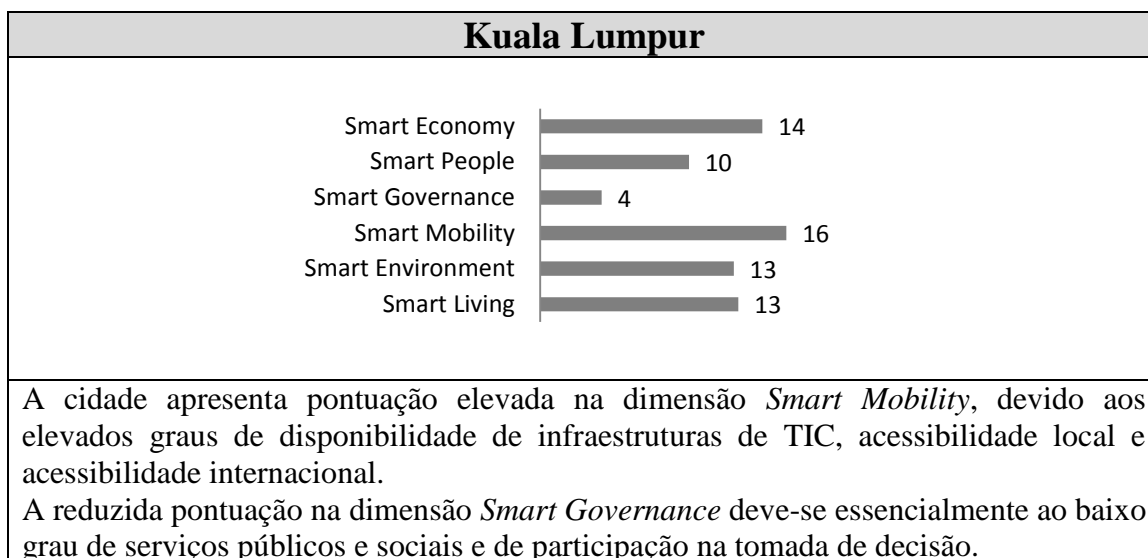 Kuala Lumpur
Smart Economy 14
Smart People 10
Smart Governance 4
Smart Mobility 16
Smart Environment 13
Smart Living 13
A cidade apresenta pontuação elevada na dimensão Smart Mobility, devido aos
elevados graus de disponibilidade de infraestruturas de TIC, acessibilidade local e
acessibilidade internacional.
A reduzida pontuação na dimensão Smart Governance deve-se essencialmente ao baixo
grau de serviços públicos e sociais e de participação na tomada de decisão.